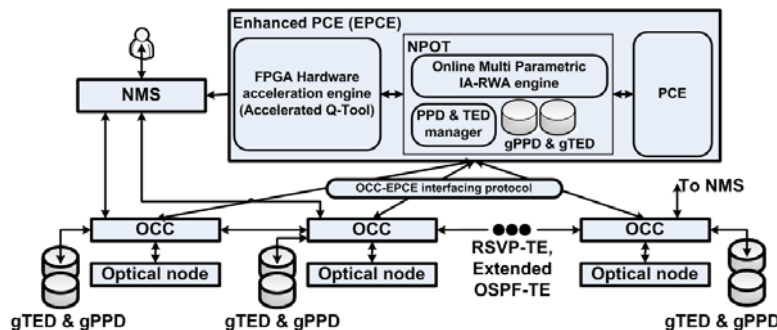 Enhanced PCE (EPCE)
NPOT
FPGA Hardware
acceleration engine
(Accelerated Q-Tool)
Online Multi Parametric
IA-RWA engine
PPD & TED
manager
gPPD & gTED
PCE
NMS
OCC-EPCE interfacing protocol
To NMS
OCC
OCC
OCC
RSVP-TE,
Extended
OSPF-TE
Optical node
Optical node
Optical node
gTED & gPPD
gTED & gPPD
gTED & gPPD